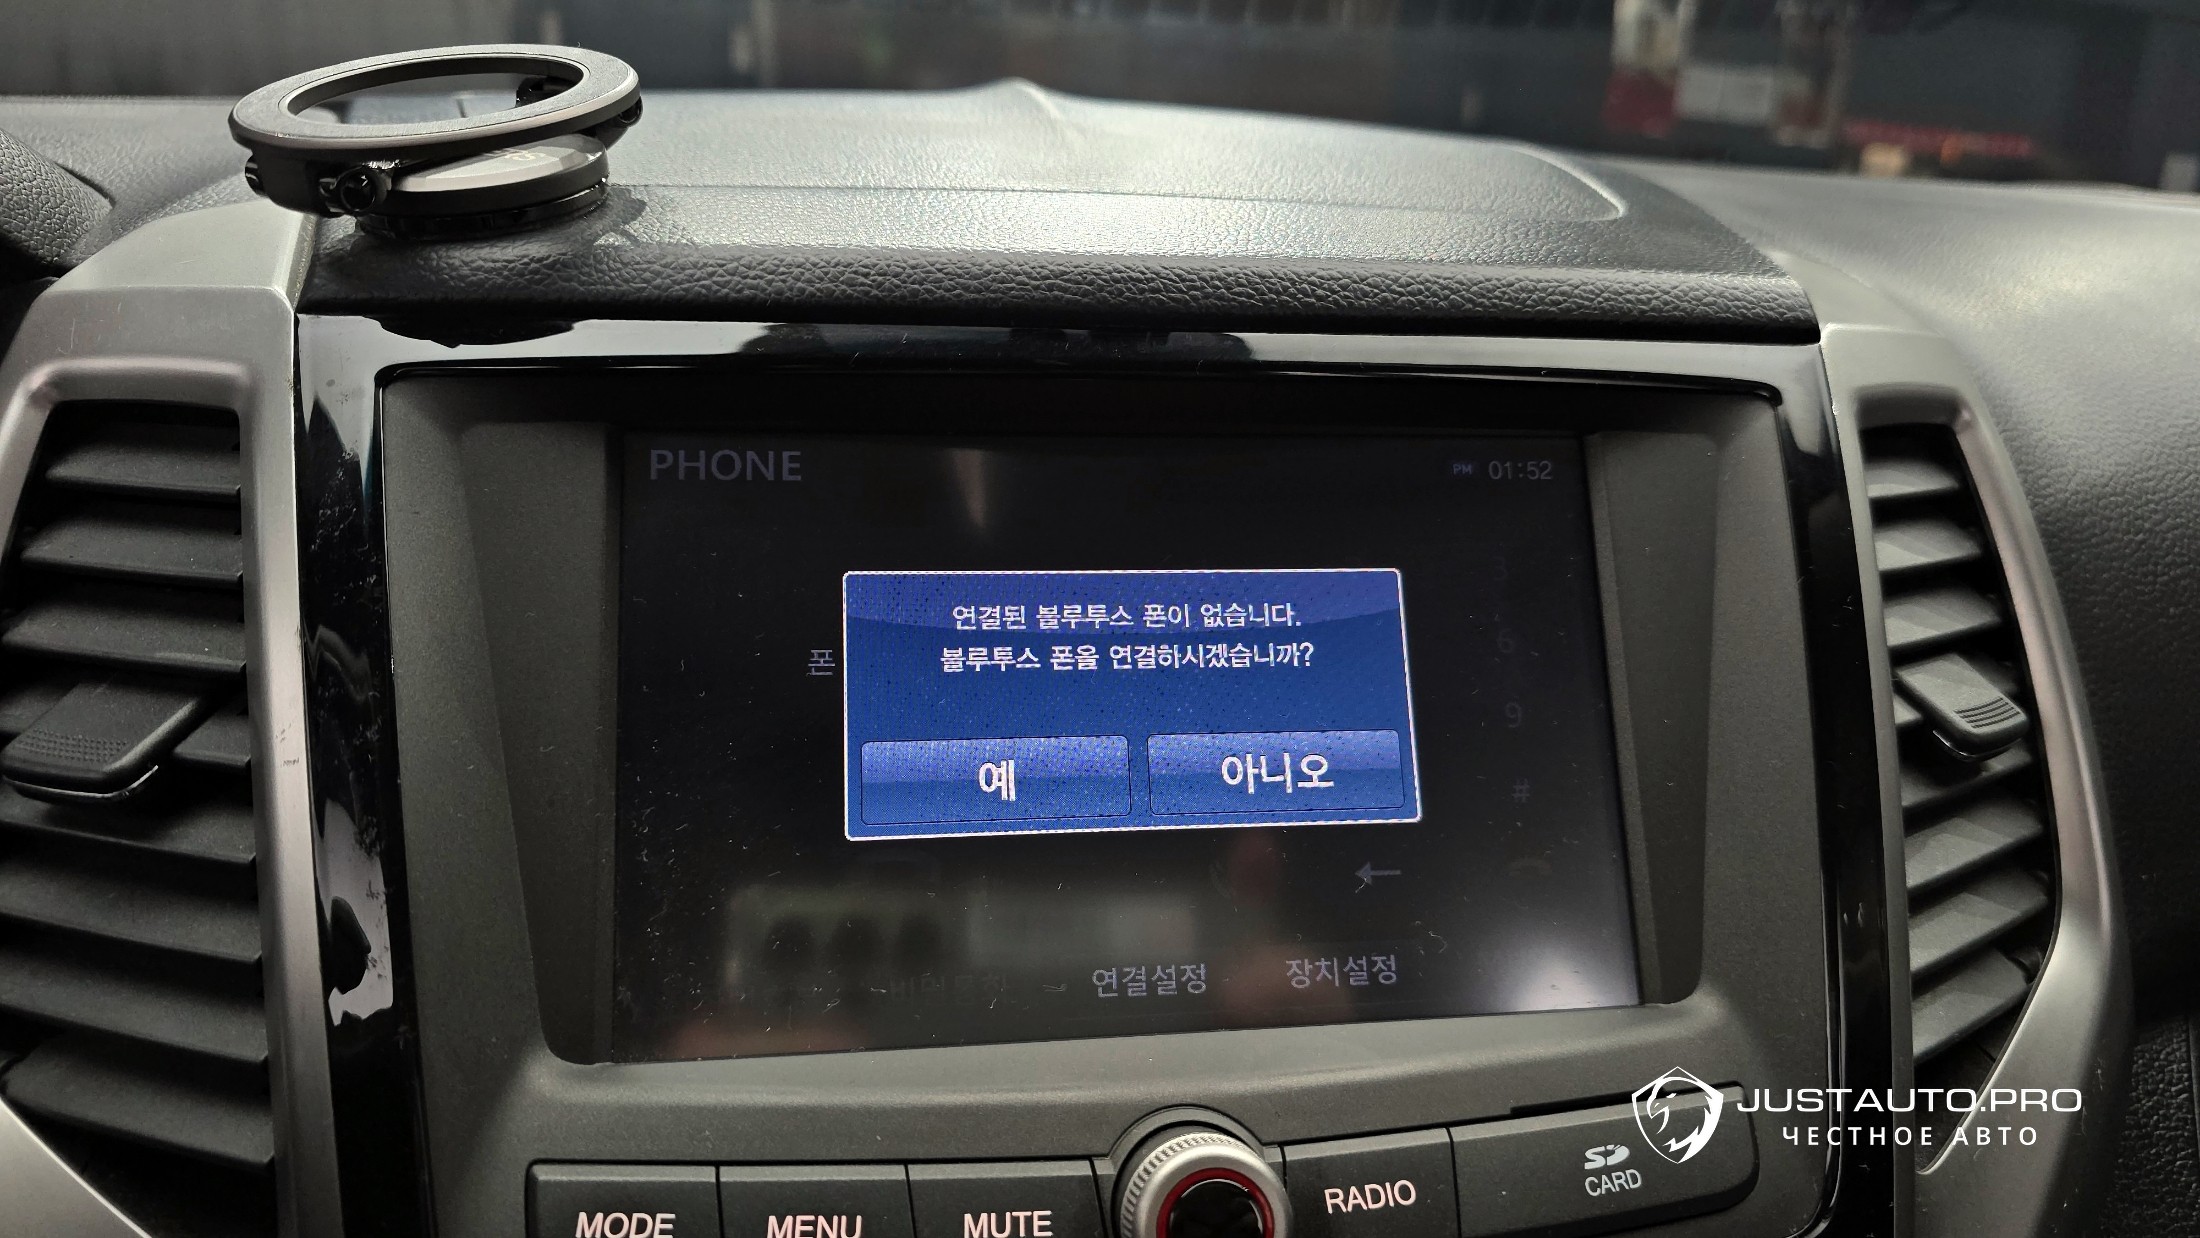 PHONE
PM 01:52
연결된 블루투스 폰이 없습니다.
블루투스 폰을 연결하시겠습니까?
폰
6
9
예
아니오
#
연결설정
장치설정
MODE
MENU
MUTE
RADIO
SD
CARD
JUSTAUTO.PRO
ЧЕСТНОЕ АВТО